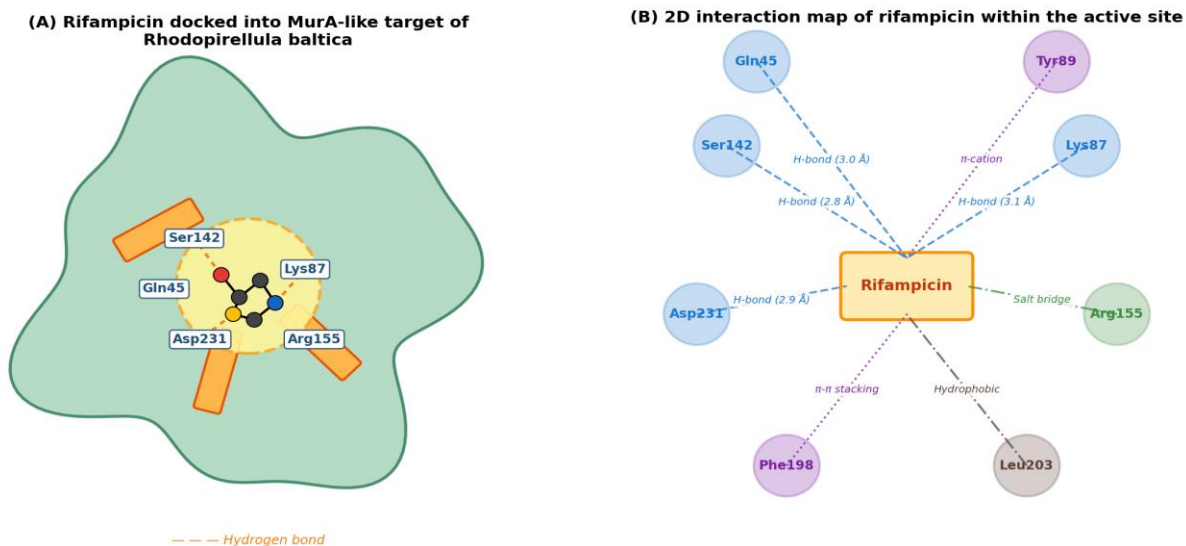 (A) Rifampicin docked into MurA-like target of
Rhodopirellula baltica
Ser142
Gln45
Lys87
Asp231
Arg155
— — — Hydrogen bond
(B) 2D interaction map of rifampicin within the active site
Gln45
Tyr89
Ser142
Lys87
H-bond (3.0 Å)
π-cation
H-bond (2.8 Å)
H-bond (3.1 Å)
Rifampicin
Asp231
H-bond (2.9 Å)
Salt bridge
Arg155
π-π stacking
Hydrophobic
Phe198
Leu203